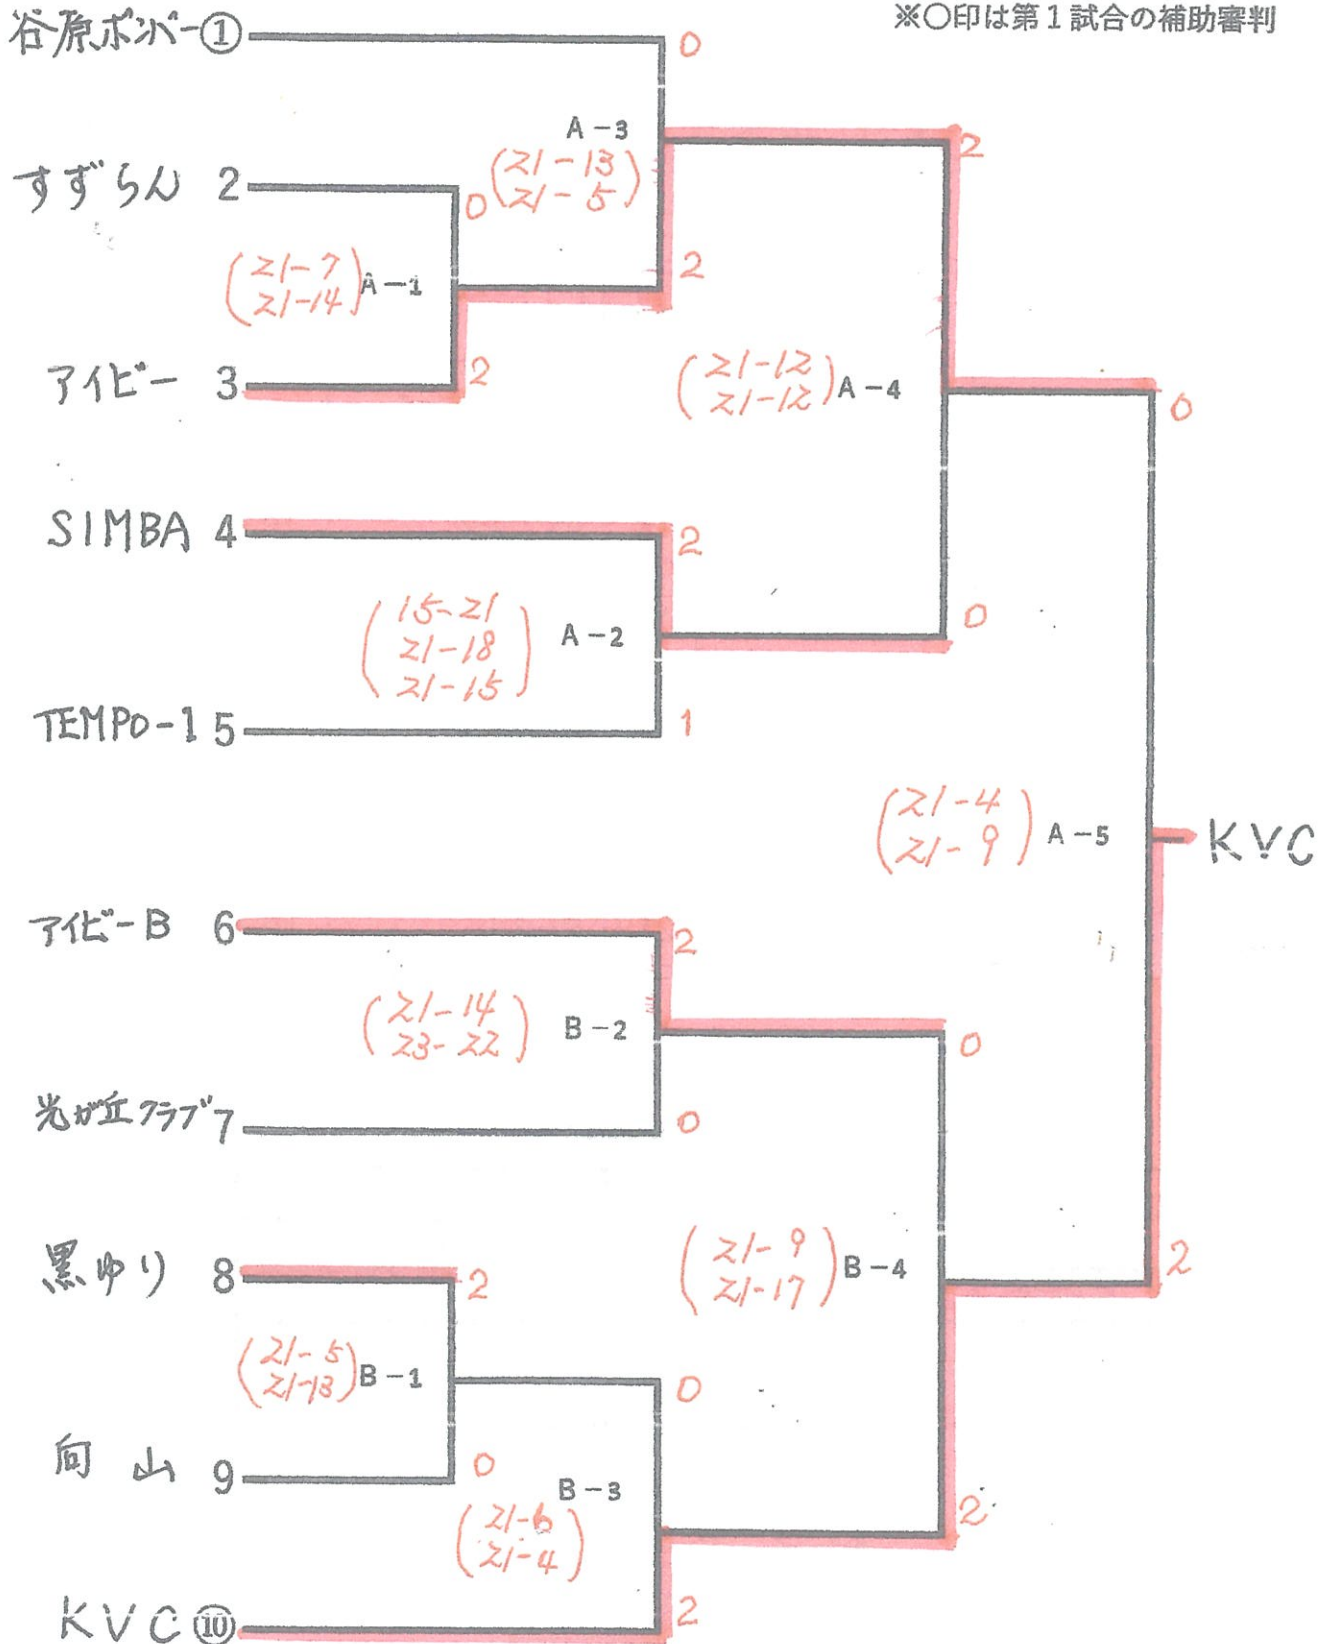 ※〇印は第1試合の補助審判
谷原ボンバー①
0
A-3
(21-13
21-5)
2
すずらん 2
0
(21-7
21-14)
A-1
2
アイビー 3
2
(21-12
21-12)
A-4
0
SIMBA 4
2
(15-21
21-18
21-15)
A-2
0
TEMPO-1 5
1
(21-4
21-9)
A-5
KVC
アイビーB 6
2
(21-14
23-22)
B-2
0
光が丘クラブ 7
0
黒ゆり 8
2
(21-9
21-17)
B-4
2
(21-5
21-13)
B-1
0
向山 9
0
B-3
(21-6
21-4)
2
KVC⑩
2